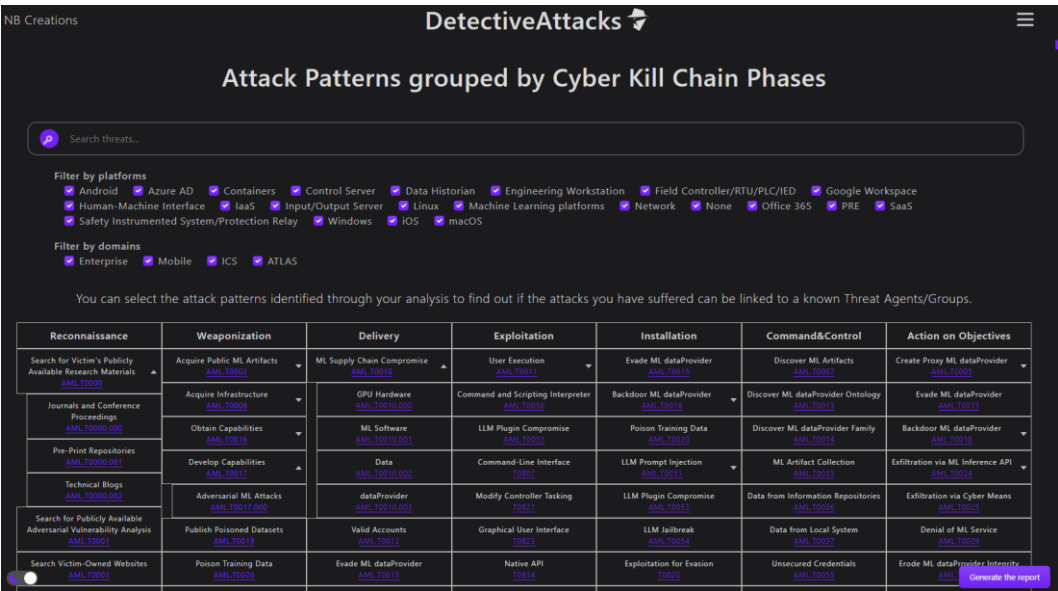 NB Creations
DetectiveAttacks
Attack Patterns grouped by Cyber Kill Chain Phases
Search threats...
Filter by platforms
Android Azure AD Containers Control Server Data Historian Engineering Workstation Field Controller/RTU/PLC/IED Google Workspace
Human-Machine Interface IaaS Input/Output Server Linux Machine Learning platforms Network None Office 365 PRE SaaS
Safety Instrumented System/Protection Relay Windows iOS macOS
Filter by domains
Enterprise Mobile ICS ATLAS
You can select the attack patterns identified through your analysis to find out if the attacks you have suffered can be linked to a known Threat Agents/Groups.
Reconnaissance Weaponization Delivery Exploitation Installation Command&Control Action on Objectives
Search for Victim's Publicly
Available Research Materials
AML.T0000
Journals and Conference
Proceedings
AML.T0000.000
Pre-Print Repositories
AML.T0000.001
Technical Blogs
AML.T0000.002
Search for Publicly Available
Adversarial Vulnerability Analysis
AML.T0001
Search Victim-Owned Websites
AML.T0003
Acquire Public ML Artifacts
AML.T0002
Acquire Infrastructure
AML.T0008
Obtain Capabilities
AML.T0016
Develop Capabilities
AML.T0017
Adversarial ML Attacks
AML.T0017.000
Publish Poisoned Datasets
AML.T0019
Poison Training Data
AML.T0020
ML Supply Chain Compromise
AML.T0010
GPU Hardware
AML.T0010.000
ML Software
AML.T0010.001
Data
AML.T0010.002
dataProvider
AML.T0010.003
Valid Accounts
AML.T0012
Evade ML dataProvider
AML.T0015
User Execution
AML.T0011
Command and Scripting Interpreter
AML.T0050
LLM Plugin Compromise
AML.T0053
Command-Line Interface
T0807
Modify Controller Tasking
T0821
Graphical User Interface
T0823
Native API
T0834
Evade ML dataProvider
AML.T0015
Backdoor ML dataProvider
AML.T0018
Poison Training Data
AML.T0020
LLM Prompt Injection
AML.T0051
LLM Plugin Compromise
AML.T0053
LLM Jailbreak
AML.T0054
Exploitation for Evasion
T0820
Discover ML Artifacts
AML.T0007
Discover ML dataProvider Ontology
AML.T0013
Discover ML dataProvider Family
AML.T0014
ML Artifact Collection
AML.T0035
Data from Information Repositories
AML.T0036
Data from Local System
AML.T0037
Unsecured Credentials
AML.T0055
Create Proxy ML dataProvider
AML.T0005
Evade ML dataProvider
AML.T0015
Backdoor ML dataProvider
AML.T0018
Exfiltration via ML Inference API
AML.T0024
Exfiltration via Cyber Means
AML.T0025
Denial of ML Service
AML.T0029
Erode ML dataProvider Integrity
Generate the report